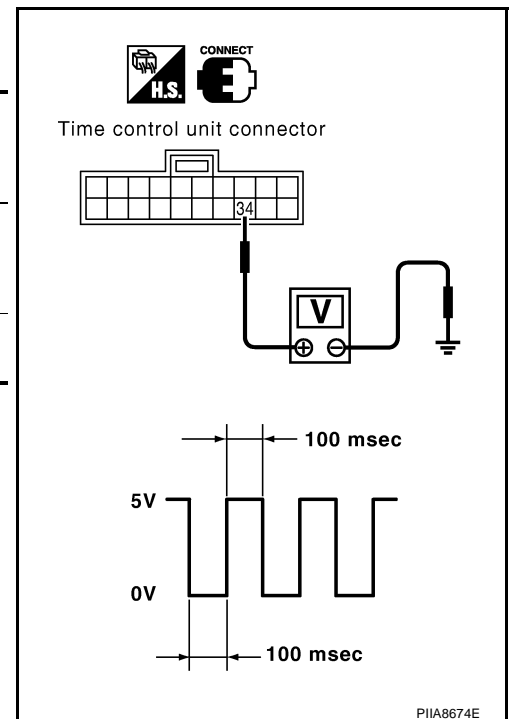 CONNECT
H.S.
Time control unit connector
34
V
100 msec
5V
0V
100 msec
PIIA8674E